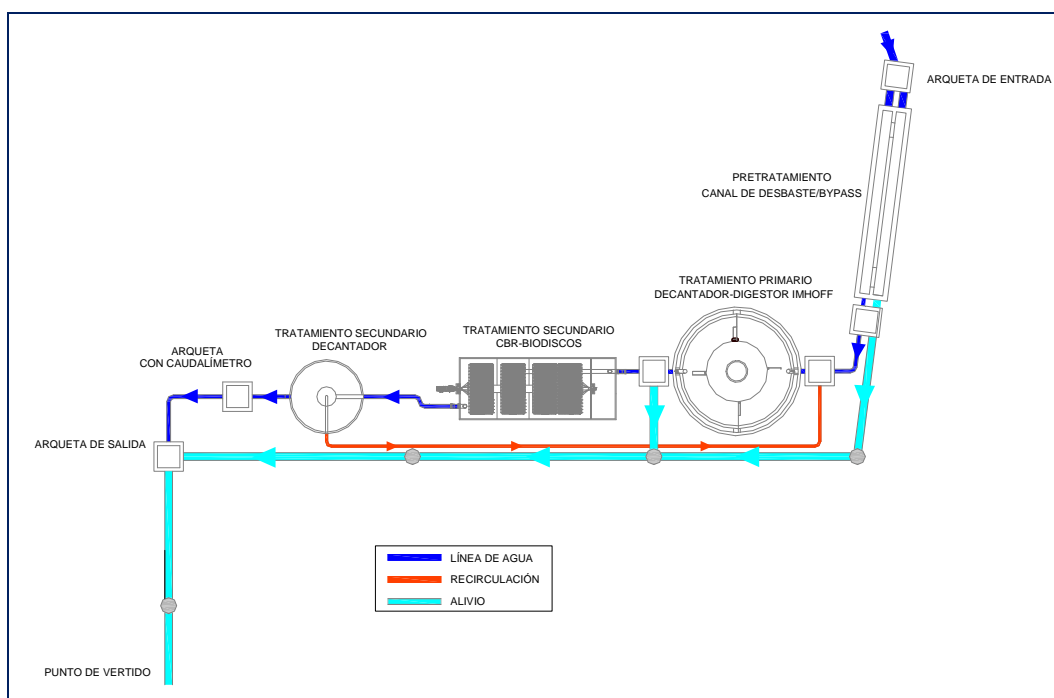 ARQUETA DE ENTRADA
PRETRATAMIENTO
CANAL DE DESBASTE/BYPASS
TRATAMIENTO PRIMARIO
DECANTADOR-DIGESTOR IMHOFF
TRATAMIENTO SECUNDARIO
CBR-BIODISCOS
TRATAMIENTO SECUNDARIO
DECANTADOR
ARQUETA
CON CAUDALÍMETRO
ARQUETA DE SALIDA
LÍNEA DE AGUA
RECIRCULACIÓN
ALIVIO
PUNTO DE VERTIDO